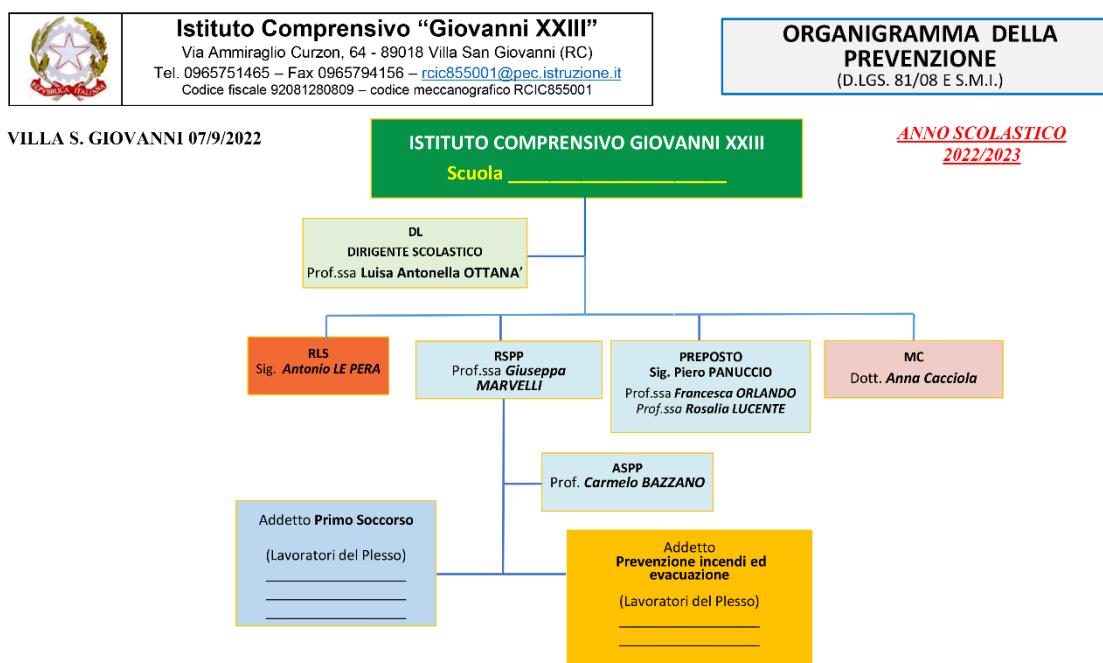 Istituto Comprensivo “Giovanni XXIII”
Via Ammiraglio Curzon, 64 - 89018 Villa San Giovanni (RC)
Tel. 0965751465 – Fax 0965794156 – rcic855001@pec.istruzione.it
Codice fiscale 92081280809 – codice meccanografico RCIC855001
REPVBBLICA ITALIANA
ORGANIGRAMMA DELLA
PREVENZIONE
(D.LGS. 81/08 E S.M.I.)
VILLA S. GIOVANNI 07/9/2022
ANNO SCOLASTICO
2022/2023
ISTITUTO COMPRENSIVO GIOVANNI XXIII
Scuola _____________________
DL
DIRIGENTE SCOLASTICO
Prof.ssa Luisa Antonella OTTANA’
RLS
Sig. Antonio LE PERA
RSPP
Prof.ssa Giuseppa
MARVELLI
PREPOSTO
Sig. Piero PANUCCIO
Prof.ssa Francesca ORLANDO
Prof.ssa Rosalia LUCENTE
MC
Dott. Anna Cacciola
ASPP
Prof. Carmelo BAZZANO
Addetto Primo Soccorso
(Lavoratori del Plesso)
Addetto
Prevenzione incendi ed
evacuazione
(Lavoratori del Plesso)